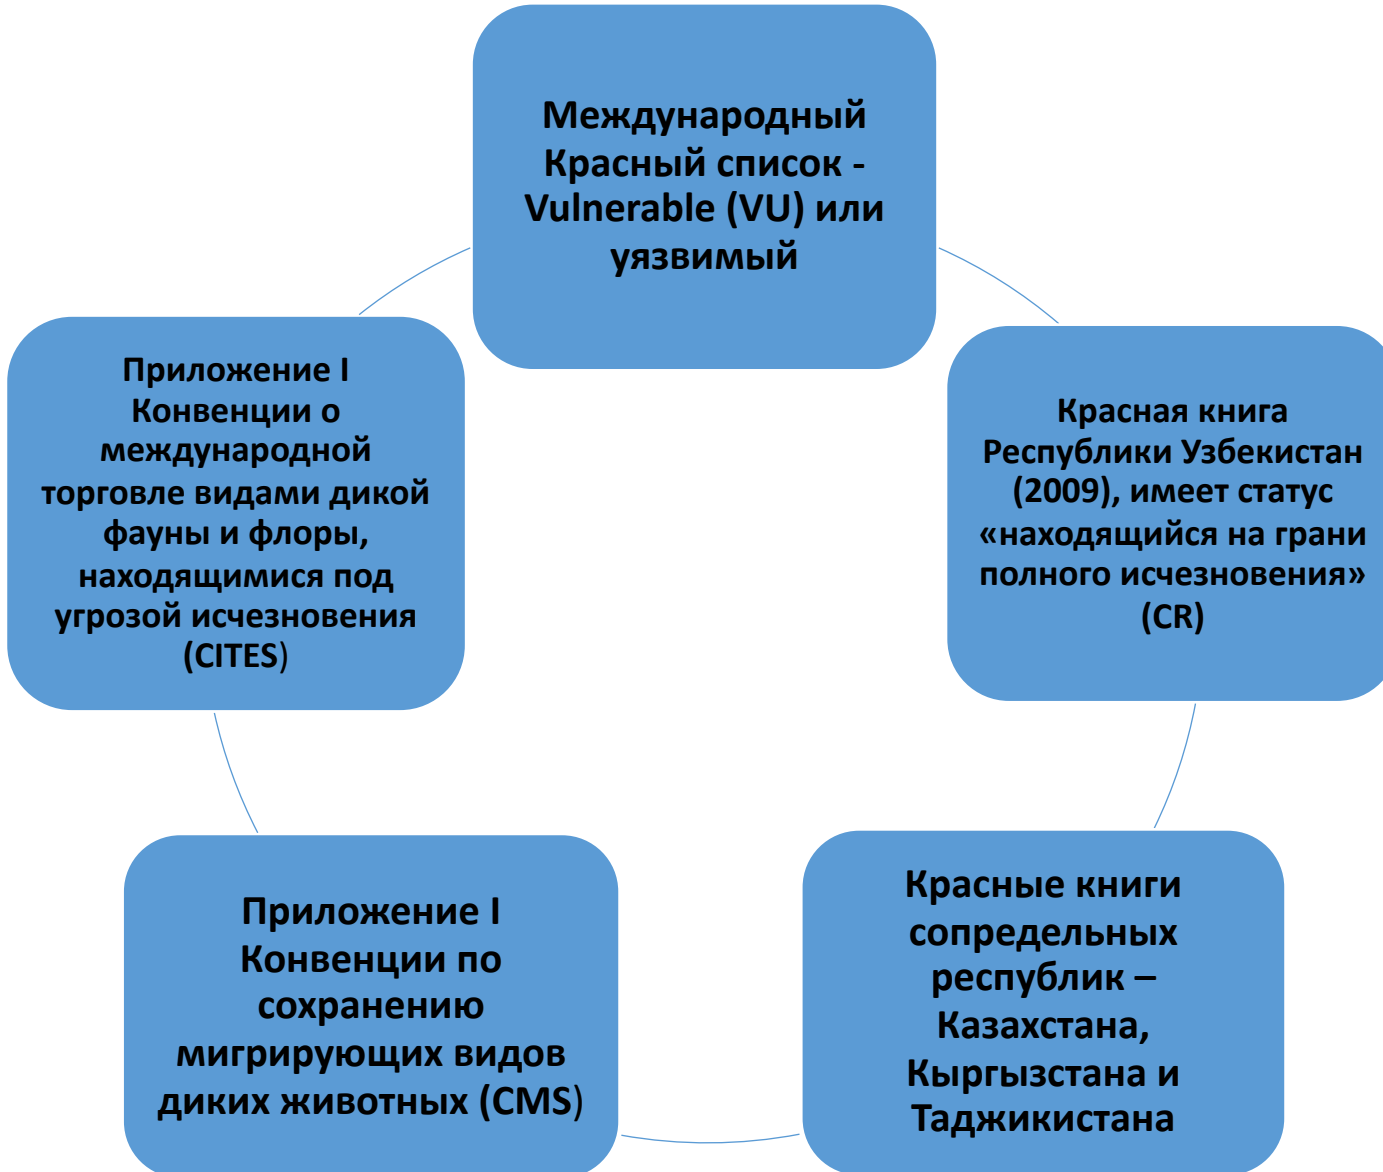 Международный
Красный список -
Vulnerable (VU) или
уязвимый
Приложение I
Конвенции о
международной
торговле видами дикой
фауны и флоры,
находящимися под
угрозой исчезновения
(CITES)
Красная книга
Республики Узбекистан
(2009), имеет статус
«находящийся на грани
полного исчезновения»
(CR)
Приложение I
Конвенции по
сохранению
мигрирующих видов
диких животных (CMS)
Красные книги
сопредельных
республик –
Казахстана,
Кыргызстана и
Таджикистана